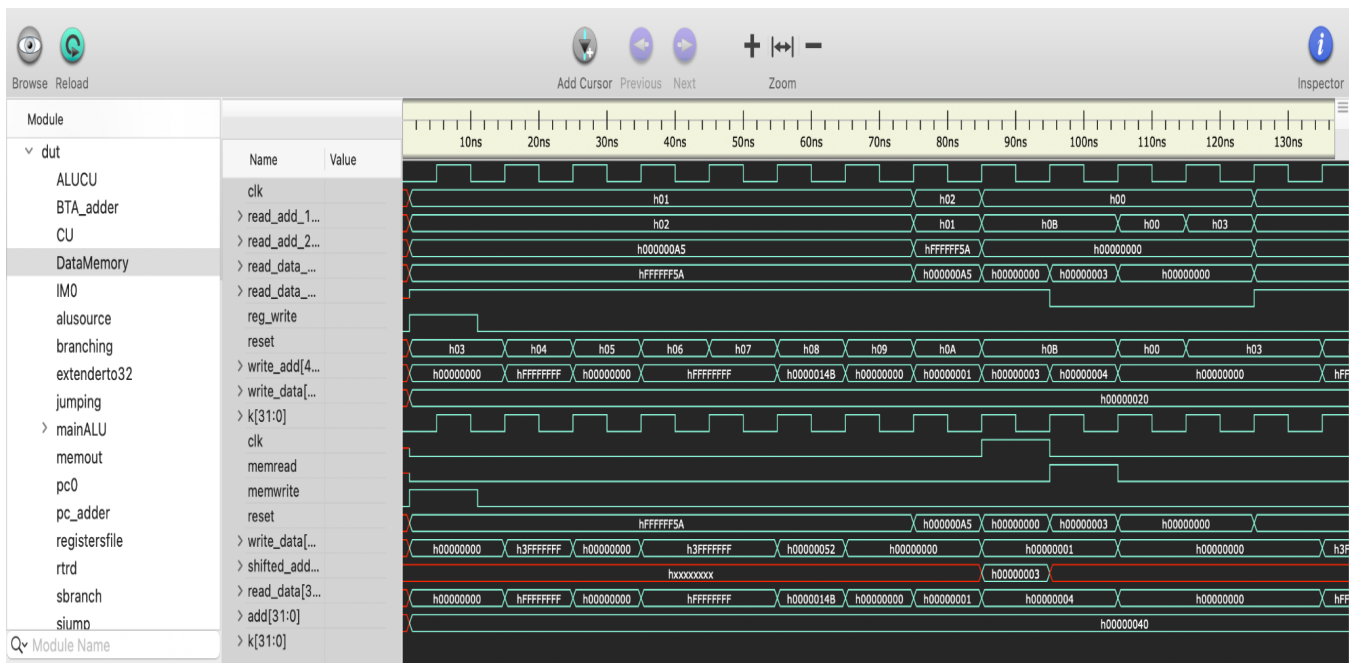 Browse Reload Add Cursor Previous Next Zoom Inspector
Module
dut
ALUCU
BTA_adder
CU
DataMemory
IM0
alusource
branching
extenderto32
jumping
mainALU
memout
pc0
pc_adder
registersfile
rtrd
sbranch
Module Name
Name Value
clk
read_add_1...
read_add_2...
read_data_...
read_data_...
reg_write
reset
write_add[4...
write_data[...
k[31:0]
clk
memread
memwrite
reset
write_data[...
shifted_add...
read_data[3...
add[31:0]
k[31:0]
10ns 20ns 30ns 40ns 50ns 60ns 70ns 80ns 90ns 100ns 110ns 120ns 130ns
h01 h02 h00
h02 h01 h0B h00 h03
h000000A5 hFFFFFF5A h00000000
hFFFFFF5A h000000A5 h00000000 h00000003 h00000000
h03 h04 h05 h06 h07 h08 h09 h0A h0B h00 h03
h00000000 hFFFFFFFF h00000000 hFFFFFFFF h0000014B h00000000 h00000001 h00000003 h00000004 h00000000 hFF
h00000020
hFFFFFF5A h000000A5 h00000000 h00000003 h00000000
h00000000 h3FFFFFFF h00000000 h3FFFFFFF h00000052 h00000000 h00000001 h00000000 h3F
hxxxxxxxx h00000003
h00000000 hFFFFFFFF h00000000 hFFFFFFFF h0000014B h00000000 h00000001 h00000004 h00000000 hFF
h00000040